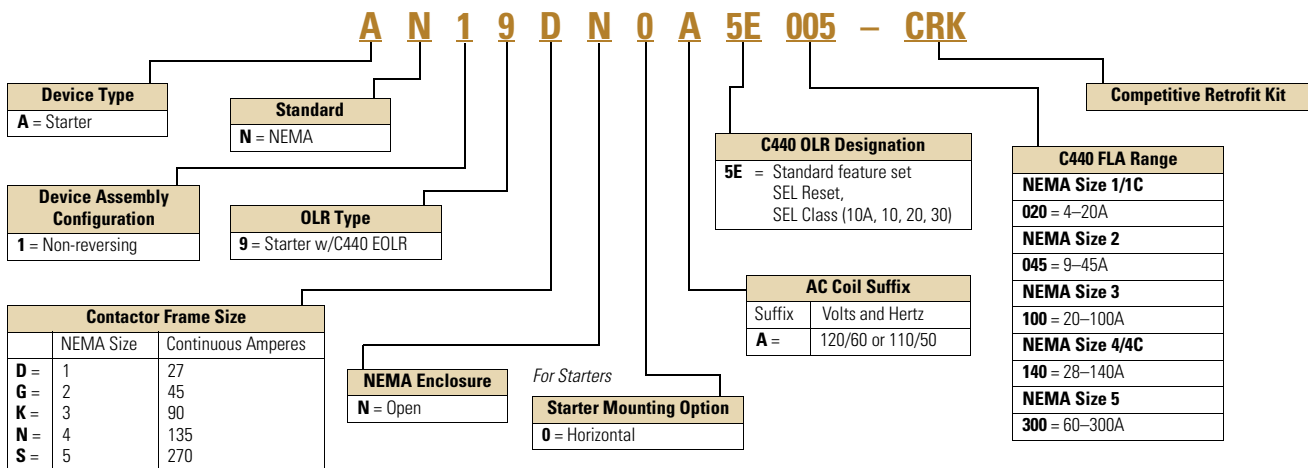 A N 1 9 D N 0 A 5E 005 – CRK
Device Type
A = Starter
Standard
N = NEMA
Competitive Retrofit Kit
C440 OLR Designation
5E = Standard feature set
SEL Reset,
SEL Class (10A, 10, 20, 30)
C440 FLA Range
NEMA Size 1/1C
020 = 4–20A
NEMA Size 2
045 = 9–45A
NEMA Size 3
100 = 20–100A
NEMA Size 4/4C
140 = 28–140A
NEMA Size 5
300 = 60–300A
Device Assembly
Configuration
1 = Non-reversing
OLR Type
9 = Starter w/C440 EOLR
AC Coil Suffix
Suffix Volts and Hertz
A = 120/60 or 110/50
Contactor Frame Size
NEMA Size Continuous Amperes
D = 1 27
G = 2 45
K = 3 90
N = 4 135
S = 5 270
NEMA Enclosure
N = Open
For Starters
Starter Mounting Option
0 = Horizontal